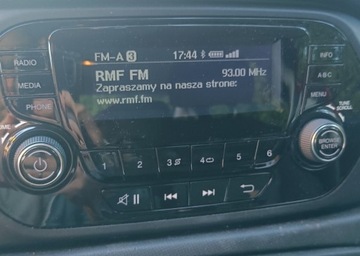 FM-A 3 17:44
RADIO
INFO
RMF FM 93.00 MHz
MEDIA
A-B-C
Zapraszamy na nasza strone:
www.rmf.fm
MENU
PHONE
TUNE
SCROLL
BROWSE
ENTER
1 2 3 4 5 6